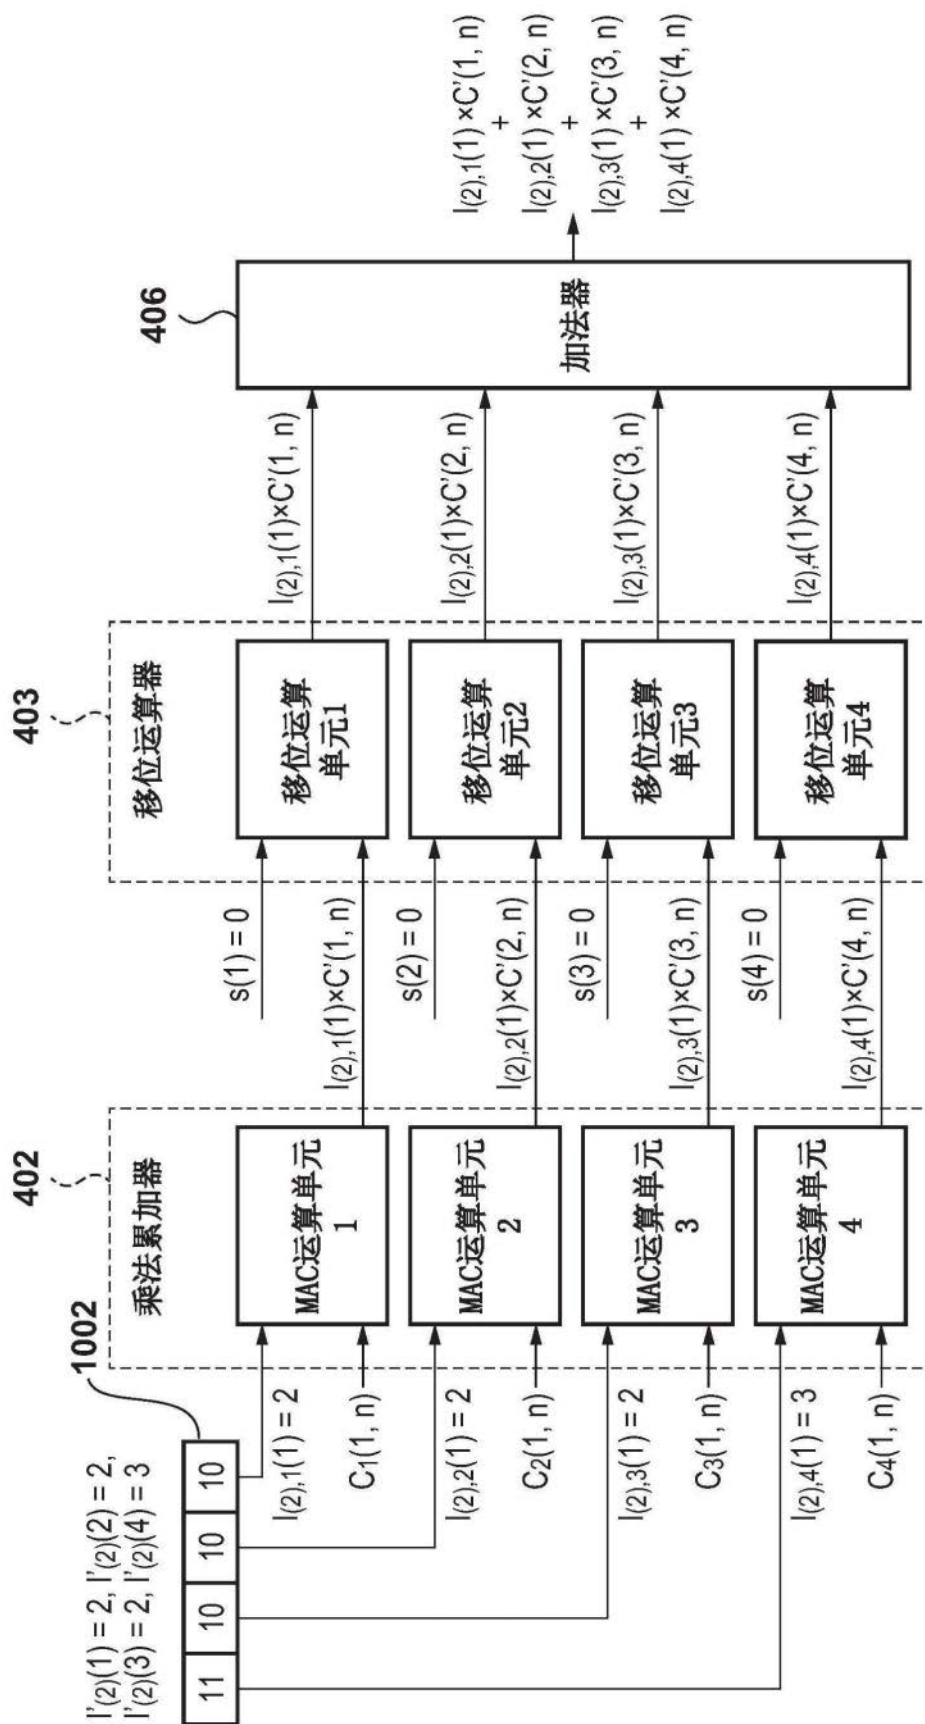 I'(2)(1) = 2, I'(2)(2) = 2,
I'(2)(3) = 2, I'(2)(4) = 3
11 10 10 10
1002
402
乘法累加器
I(2),1(1) = 2
C1(1, n)
MAC运算单元
1
I(2),2(1) = 2
C2(1, n)
MAC运算单元
2
I(2),3(1) = 2
C3(1, n)
MAC运算单元
3
I(2),4(1) = 3
C4(1, n)
MAC运算单元
4
403
移位运算器
s(1) = 0
I(2),1(1)×C'(1, n)
移位运算
单元1
s(2) = 0
I(2),2(1)×C'(2, n)
移位运算
单元2
s(3) = 0
I(2),3(1)×C'(3, n)
移位运算
单元3
s(4) = 0
I(2),4(1)×C'(4, n)
移位运算
单元4
I(2),1(1)×C'(1, n)
I(2),2(1)×C'(2, n)
I(2),3(1)×C'(3, n)
I(2),4(1)×C'(4, n)
406
加法器
I(2),1(1) ×C'(1, n)
+
I(2),2(1) ×C'(2, n)
+
I(2),3(1) ×C'(3, n)
+
I(2),4(1) ×C'(4, n)